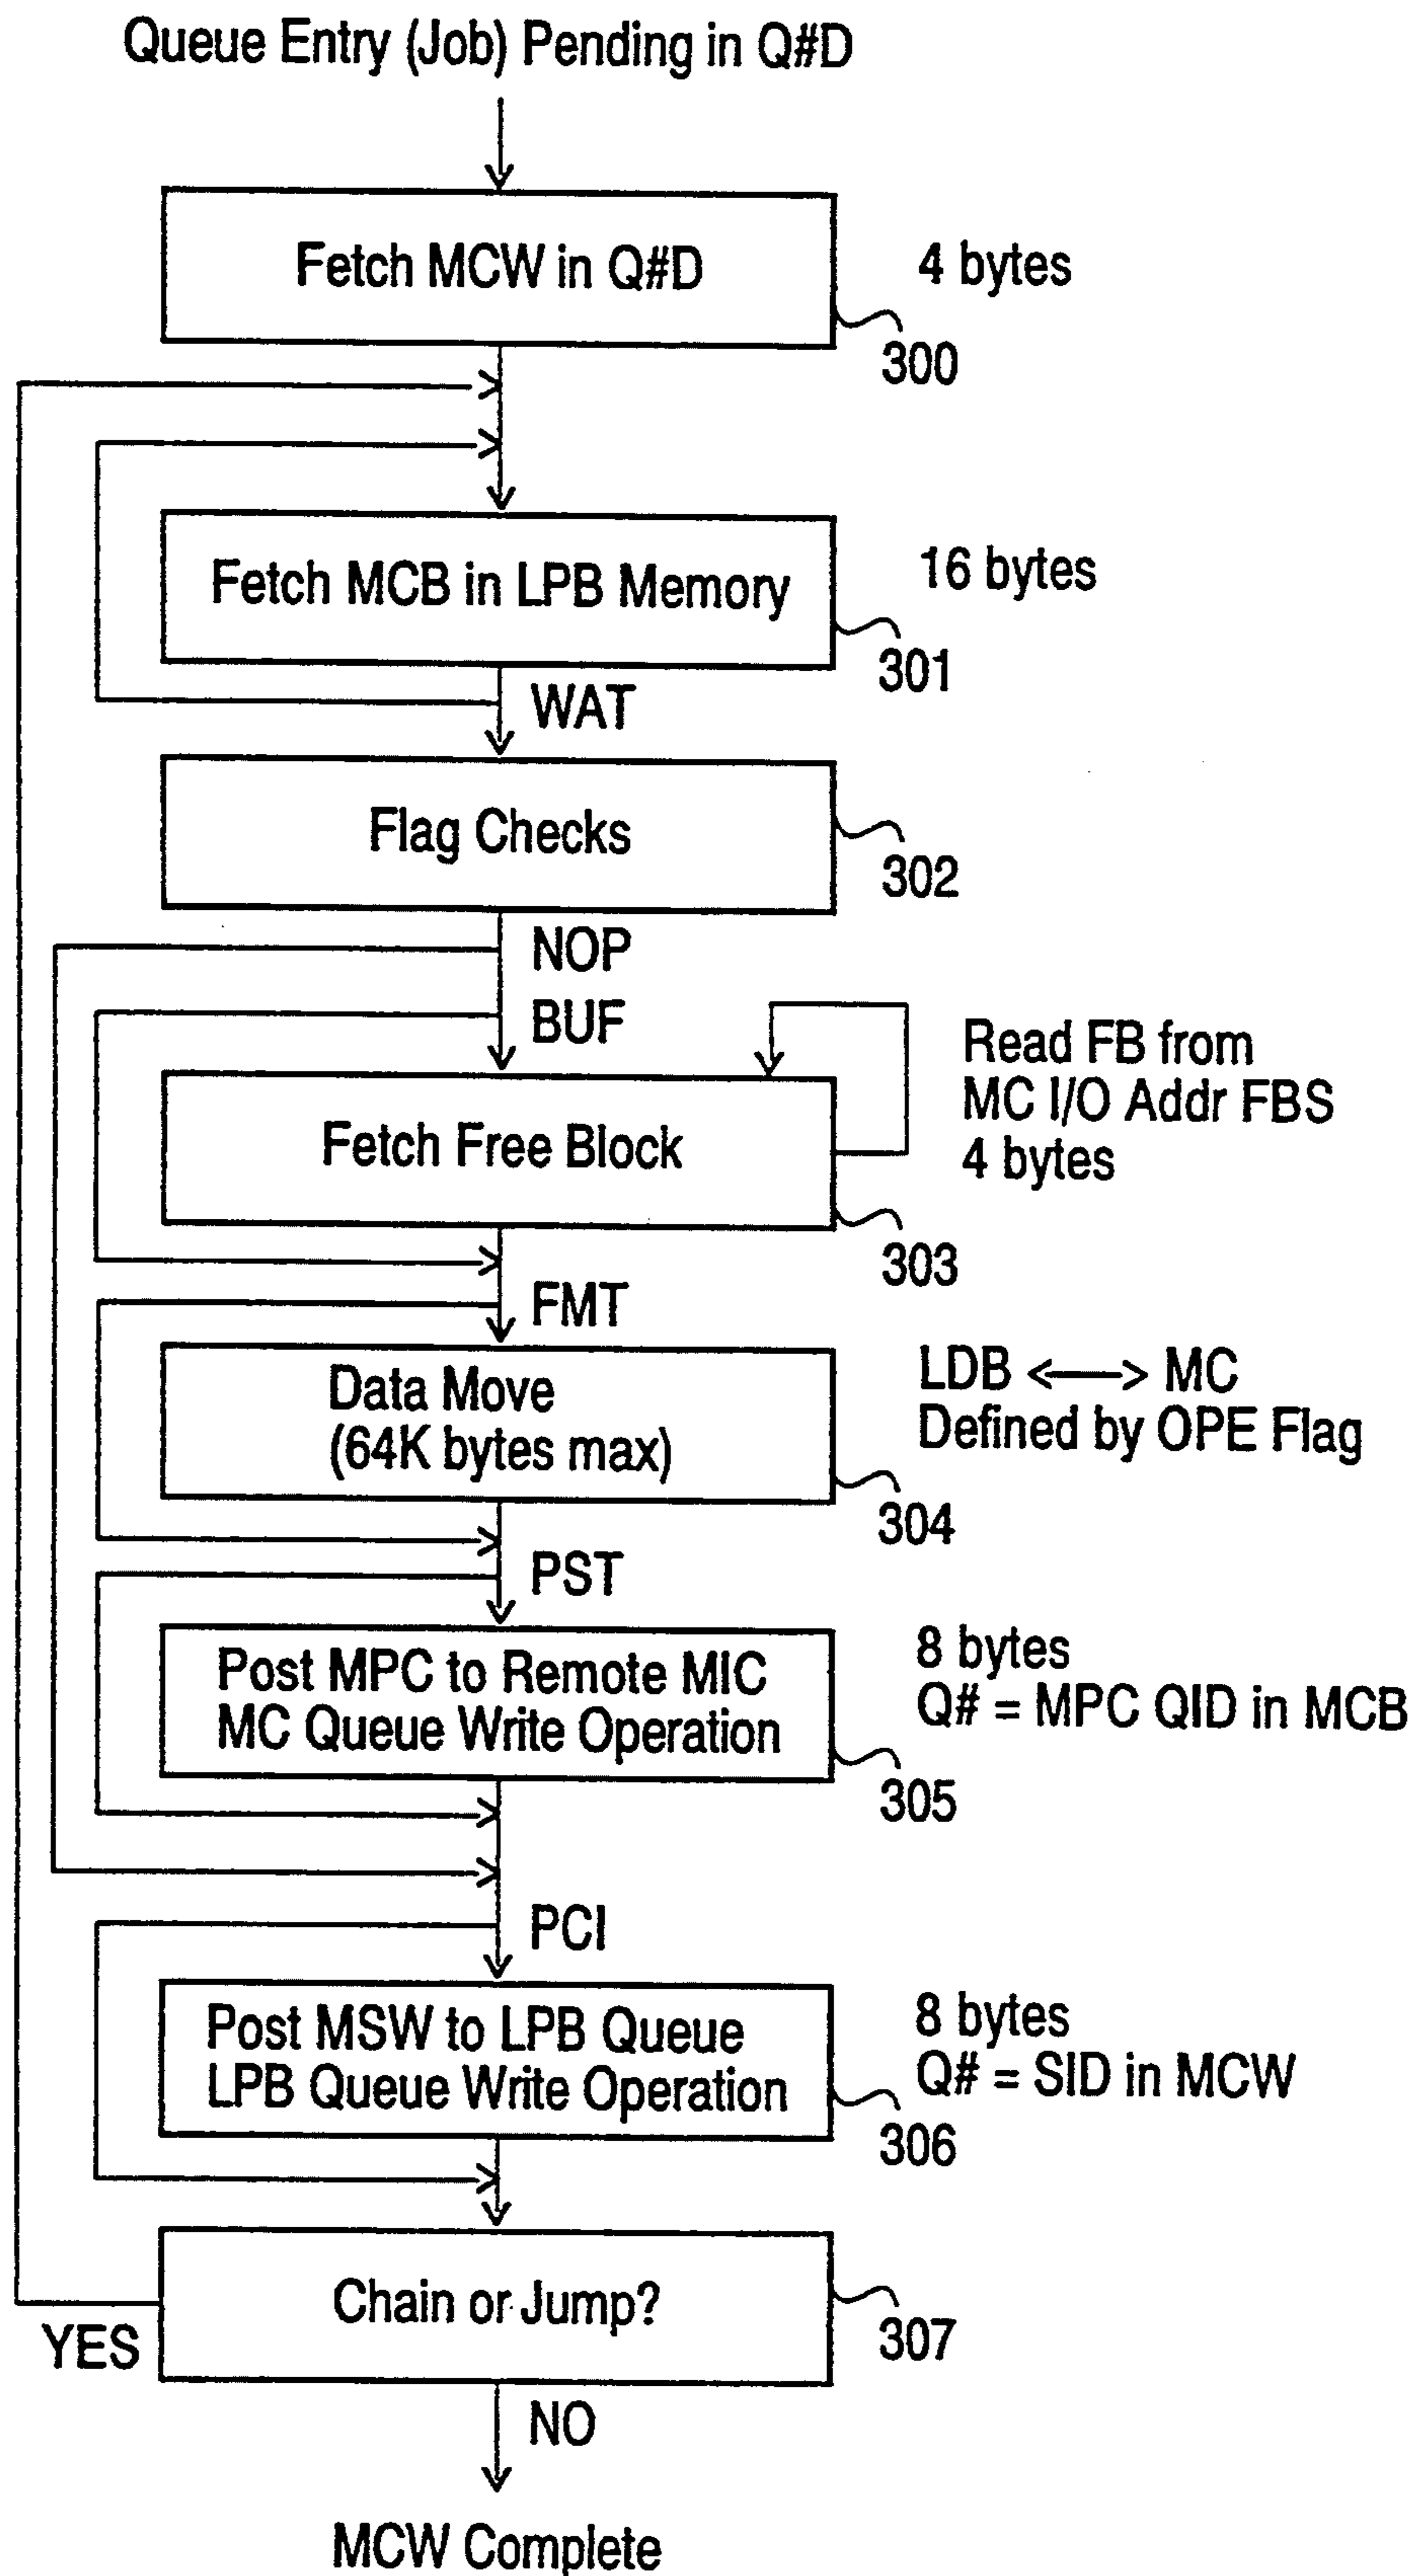 Queue Entry (Job) Pending in Q#D
Fetch MCW in Q#D
4 bytes
300
Fetch MCB in LPB Memory
16 bytes
301
WAT
Flag Checks
302
NOP
BUF
Fetch Free Block
Read FB from
MC I/O Addr FBS
4 bytes
303
FMT
Data Move
(64K bytes max)
LDB <--> MC
Defined by OPE Flag
304
PST
Post MPC to Remote MIC
MC Queue Write Operation
8 bytes
Q# = MPC QID in MCB
305
PCI
Post MSW to LPB Queue
LPB Queue Write Operation
8 bytes
Q# = SID in MCW
306
Chain or Jump?
307
YES
NO
MCW Complete